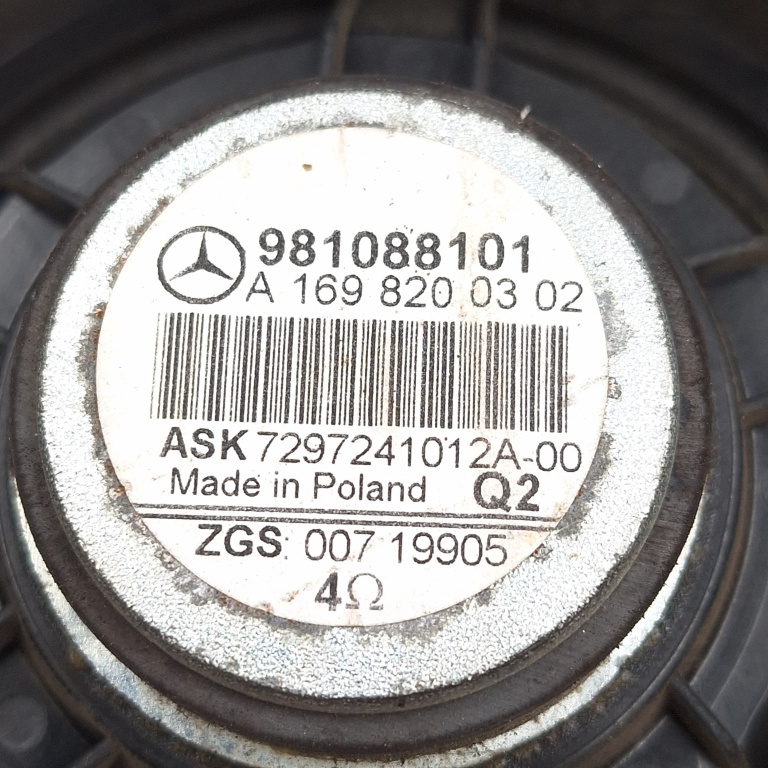 981088101
A 169 820 03 02
ASK 7297241012A-00
Made in Poland Q2
ZGS: 007 19905
4Ω